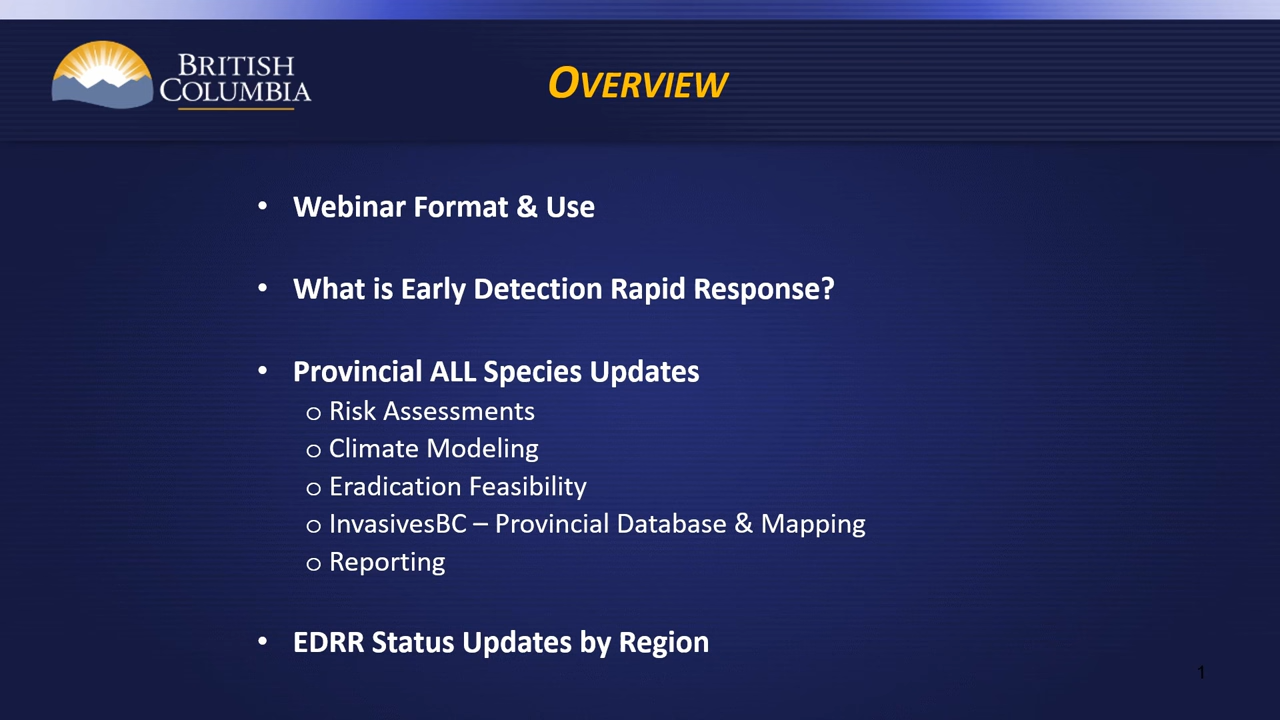 BRITISH
COLUMBIA
OVERVIEW
• Webinar Format & Use
• What is Early Detection Rapid Response?
• Provincial ALL Species Updates
o Risk Assessments
o Climate Modeling
o Eradication Feasibility
o InvasivesBC – Provincial Database & Mapping
o Reporting
• EDRR Status Updates by Region
1